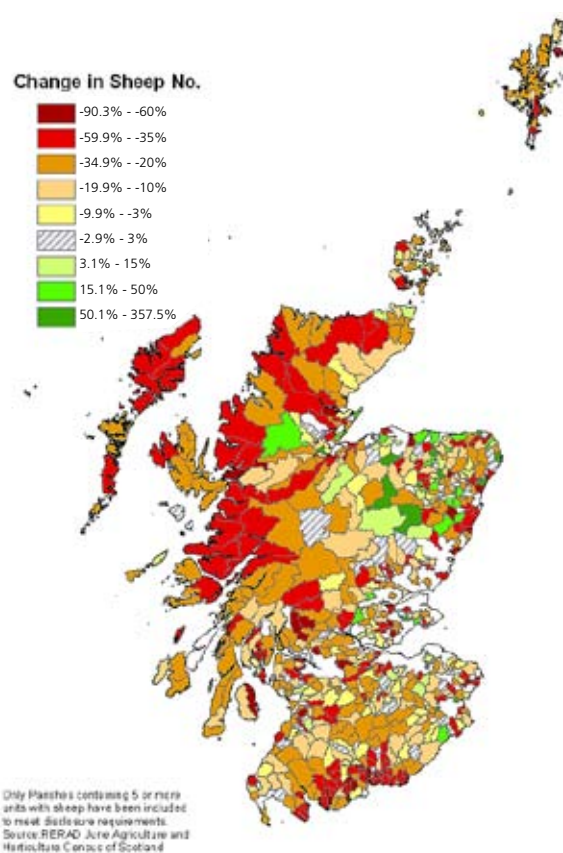 Change in Sheep No.
-90.3% - -60%
-59.9% - -35%
-34.9% - -20%
-19.9% - -10%
-9.9% - -3%
-2.9% - 3%
3.1% - 15%
15.1% - 50%
50.1% - 357.5%
Only Parishes containing 5 or more
units with sheep have been included
to meet disclosure requirements.
Source:RERAD June Agriculture and
Horticulture Census of Scotland